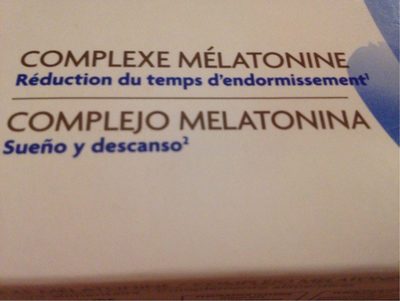 COMPLEXE MÉLATONINE
Réduction du temps d'endormissement¹
COMPLEJO MELATONINA
Sueño y descanso²